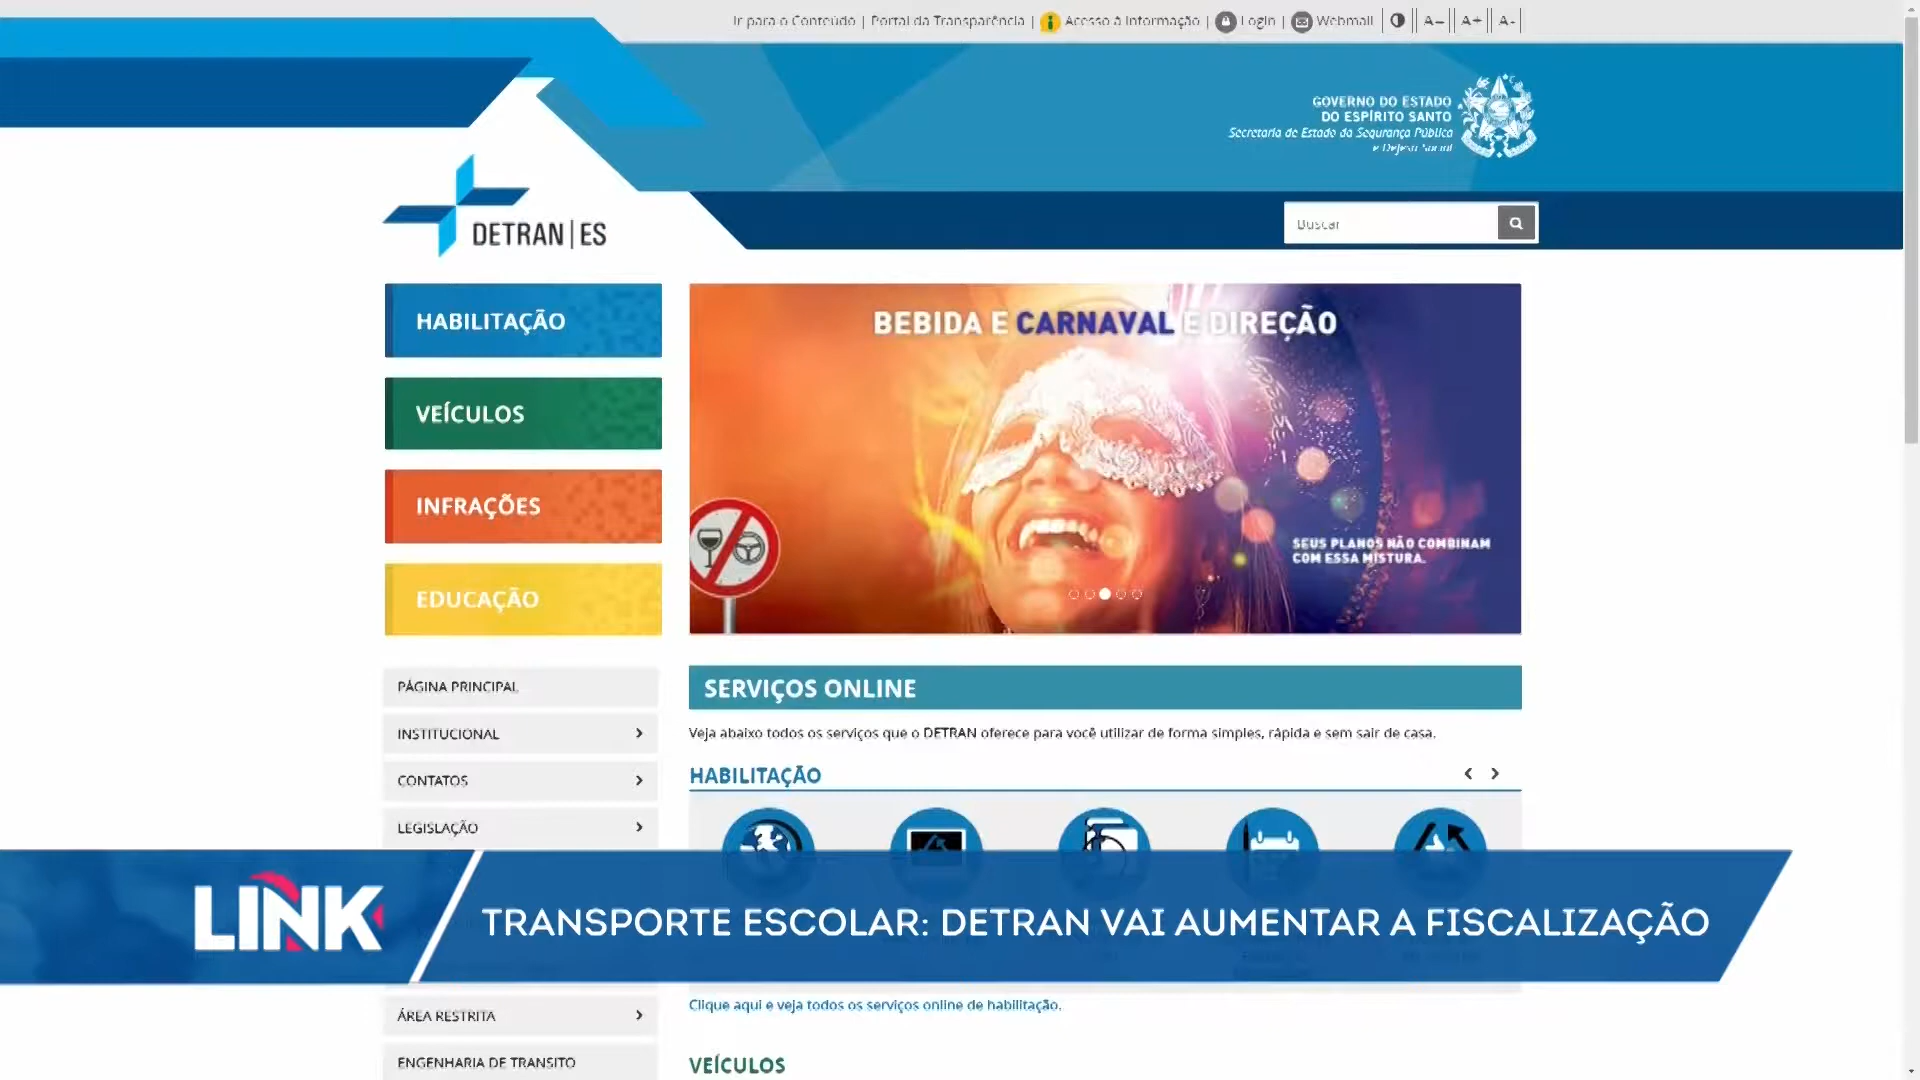 Ir para o Conteúdo | Portal da Transparência | Acesso à Informação | Login | Webmail | A= A+ A-
GOVERNO DO ESTADO
DO ESPÍRITO SANTO
Secretaria de Estado da Segurança Pública
e Defesa Social
DETRAN|ES
Buscar
HABILITAÇÃO
VEÍCULOS
INFRAÇÕES
EDUCAÇÃO
BEBIDA E CARNAVAL E DIREÇÃO
SEUS PLANOS NÃO COMBINAM
COM ESSA MISTURA.
PÁGINA PRINCIPAL
INSTITUCIONAL
CONTATOS
LEGISLAÇÃO
SERVIÇOS ONLINE
Veja abaixo todos os serviços que o DETRAN oferece para você utilizar de forma simples, rápida e sem sair de casa.
HABILITAÇÃO
LINK
TRANSPORTE ESCOLAR: DETRAN VAI AUMENTAR A FISCALIZAÇÃO
Clique aqui e veja todos os serviços online de habilitação.
ÁREA RESTRITA
ENGENHARIA DE TRANSITO
VEÍCULOS